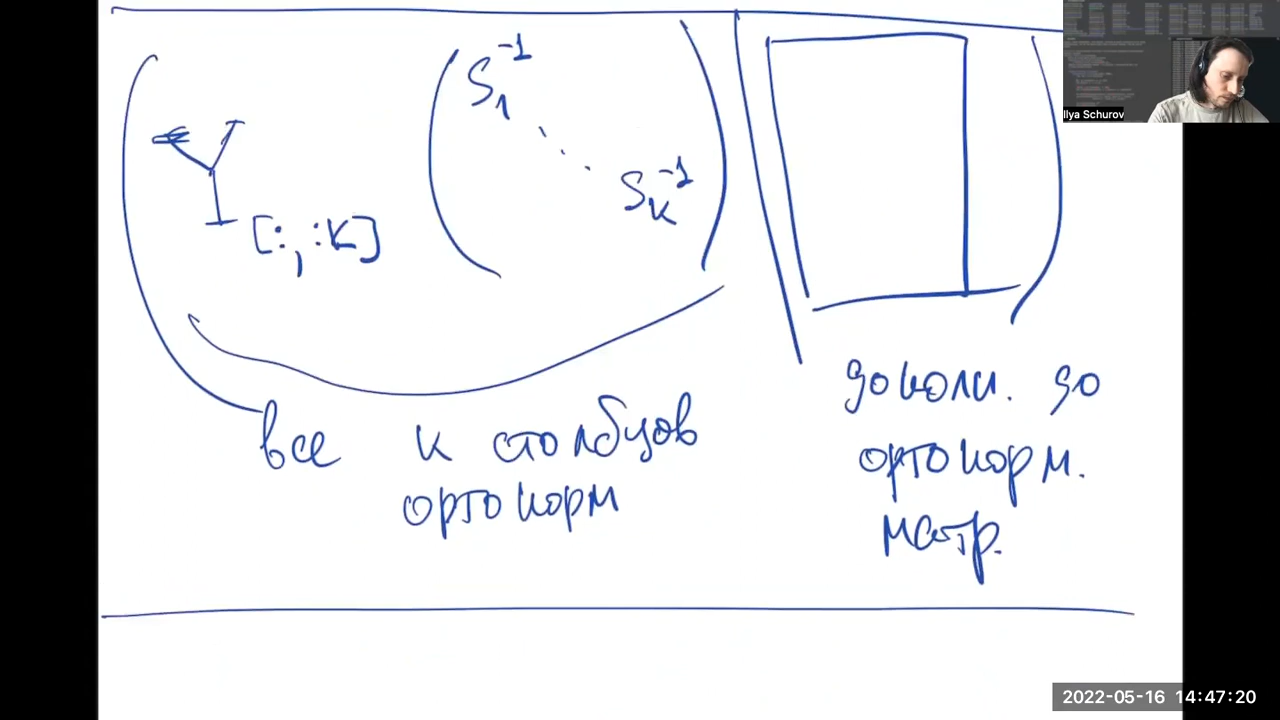 Y[:, :K]
S₁⁻¹
Sₖ⁻¹
все К столбцов
ортонорм
дополн. до
ортонорм.
матр.
Ilya Schurov
2022-05-16 14:47:20